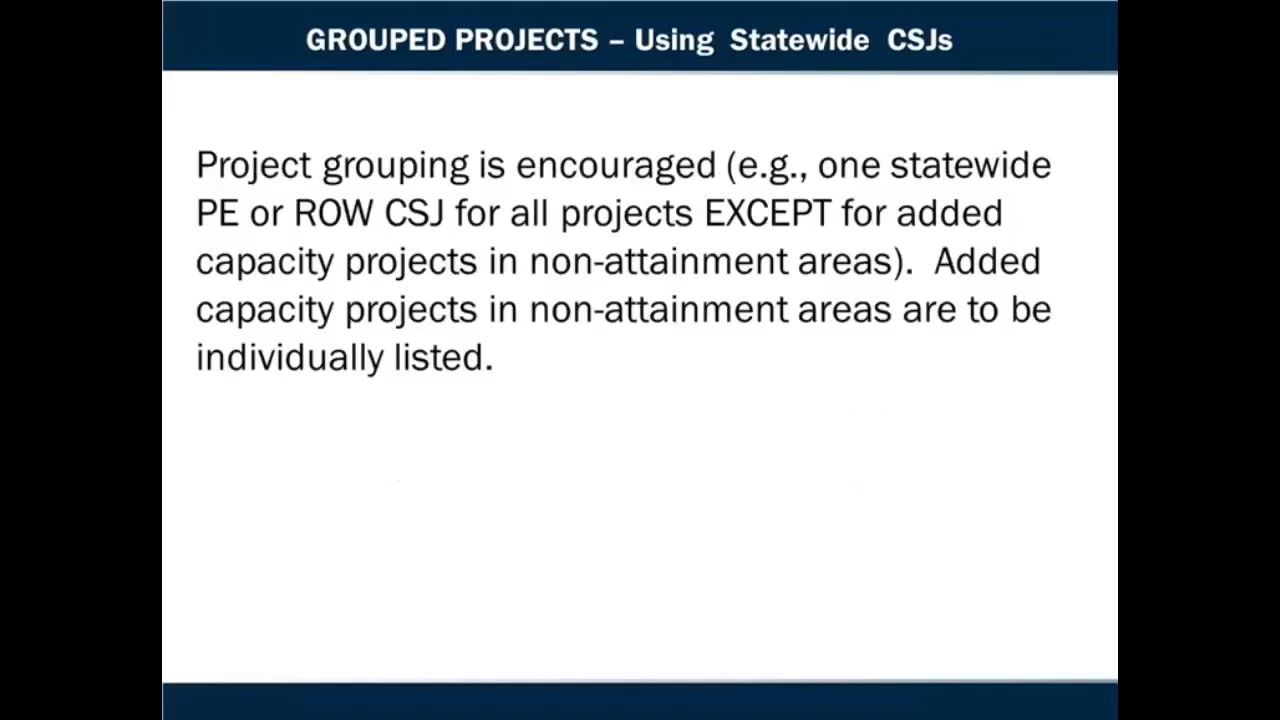 GROUPED PROJECTS – Using Statewide CSJs
Project grouping is encouraged (e.g., one statewide
PE or ROW CSJ for all projects EXCEPT for added
capacity projects in non-attainment areas). Added
capacity projects in non-attainment areas are to be
individually listed.